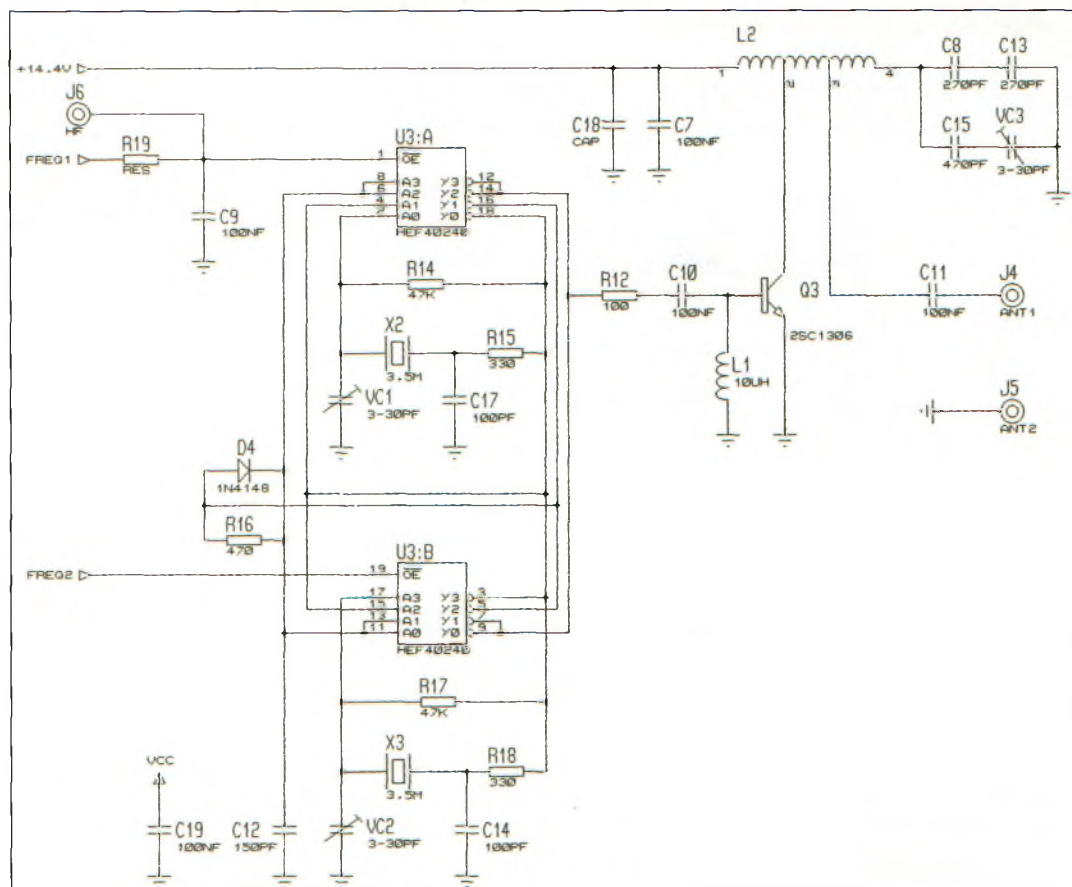 L2
C8
C13
+14.4V
1
2
3
4
270PF
270PF
J6
HF
U3:A
C18
CAP
C7
100NF
C15
470PF
VC3
3-30PF
FREQ1
R19
RES
1
OE
8
A3
Y3
12
6
A2
Y2
14
4
A1
Y1
16
2
A0
Y0
18
HEF40240
C9
100NF
R14
47K
R12
100
C10
100NF
Q3
2SC1306
C11
100NF
J4
ANT1
X2
3.5M
R15
330
L1
10UH
VC1
3-30PF
C17
100PF
J5
ANT2
D4
1N4148
R16
470
U3:B
FREQ2
19
OE
17
A3
Y3
3
15
A2
Y2
5
13
A1
Y1
7
11
A0
Y0
9
HEF40240
R17
47K
X3
3.5M
R18
330
VCC
C19
100NF
C12
150PF
VC2
3-30PF
C14
100PF